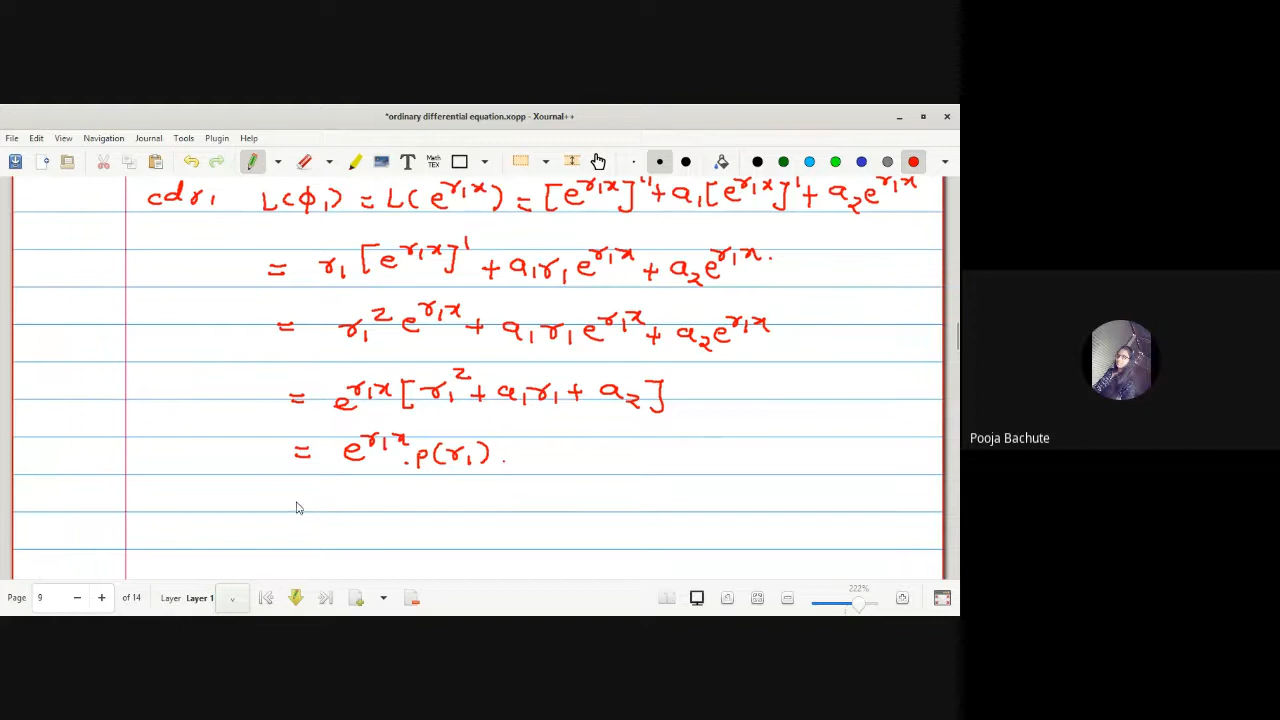 *ordinary differential equation.xopp - Xournal++
File Edit View Navigation Journal Tools Plugin Help
cdr, L(ϕ₁) = L(e^{r₁x}) = [e^{r₁x}]'' + a₁[e^{r₁x}]' + a₂e^{r₁x}
= r₁[e^{r₁x}]' + a₁r₁e^{r₁x} + a₂e^{r₁x}.
= r₁²e^{r₁x} + a₁r₁e^{r₁x} + a₂e^{r₁x}
= e^{r₁x}[r₁² + a₁r₁ + a₂]
= e^{r₁x}.p(r₁).
Pooja Bachute
Page 9 of 14 Layer Layer 1 222%